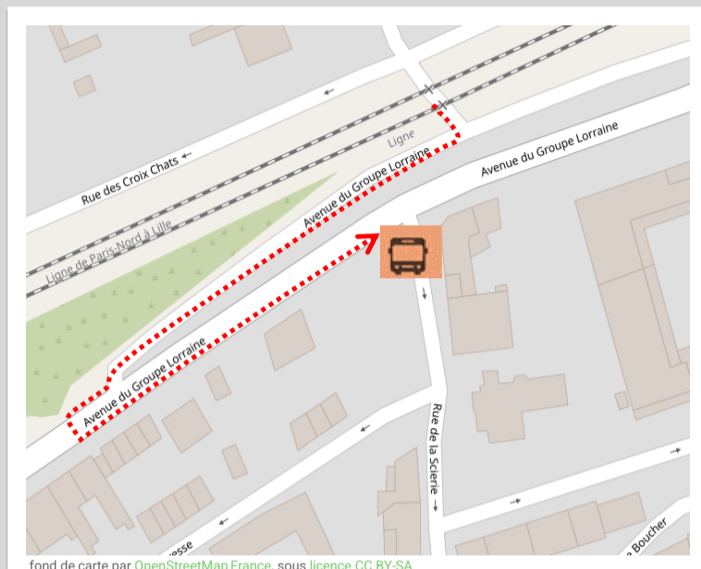 Ligne
Avenue du Groupe Lorraine
Rue des Croix Chats
Avenue du Groupe Lorraine
Ligne de Paris-Nord à Lille
Avenue du Groupe Lorraine
Rue de la Scierie
esse
e Boucher
fond de carte par OpenStreetMap France, sous licence CC BY-SA